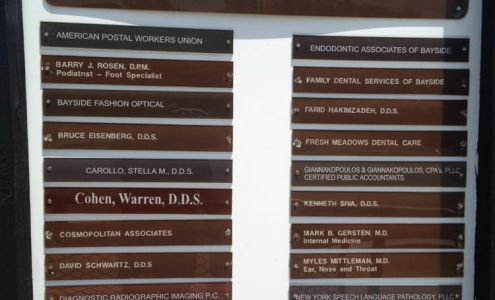 AMERICAN POSTAL WORKERS UNION
BARRY J. ROSEN, D.P.M.
Podiatrist - Foot Specialist
BAYSIDE FASHION OPTICAL
BRUCE EISENBERG, D.D.S.
CAROLLO, STELLA M., D.D.S.
Cohen, Warren, D.D.S.
COSMOPOLITAN ASSOCIATES
DAVID SCHWARTZ, D.D.S
DIAGNOSTIC RADIOGRAPHIC IMAGING P.C.
ENDODONTIC ASSOCIATES OF BAYSIDE
FAMILY DENTAL SERVICES OF BAYSIDE
FARID HAKIMZADEH, D.D.S.
FRESH MEADOWS DENTAL CARE
GIANNAKOPOULOS & GIANNAKOPOULOS, CPA's, PLLC
CERTIFIED PUBLIC ACCOUNTANTS
KENNETH SIVA, D.D.S.
MARK B. GERSTEN, M.D.
Internal Medicine
MYLES MITTLEMAN, M.D.
Ear, Nose and Throat
NEW YORK SPEECH LANGUAGE PATHOLOGY, PLLC